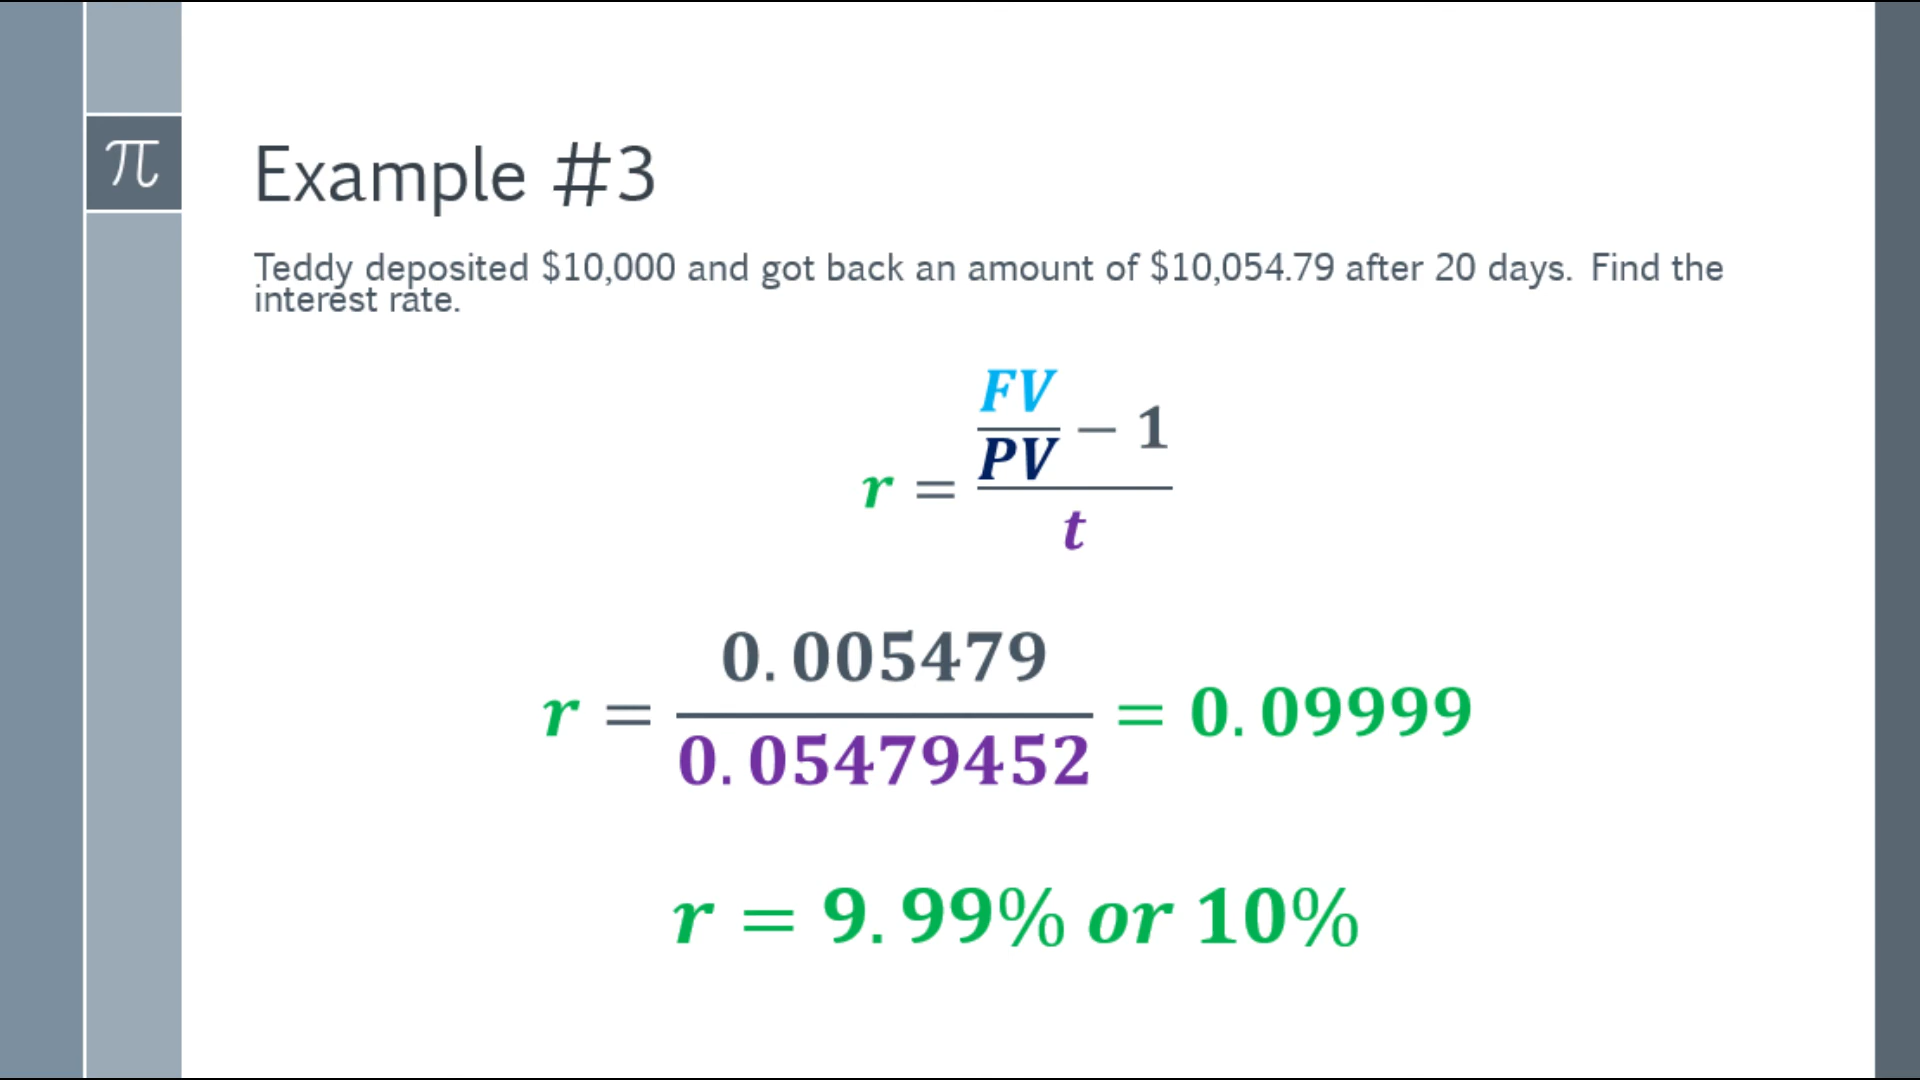 π
Example #3
Teddy deposited $10,000 and got back an amount of $10,054.79 after 20 days. Find the
interest rate.
FV
PV
− 1
r =
t
0.005479
r =
= 0.09999
0.05479452
r = 9.99% or 10%